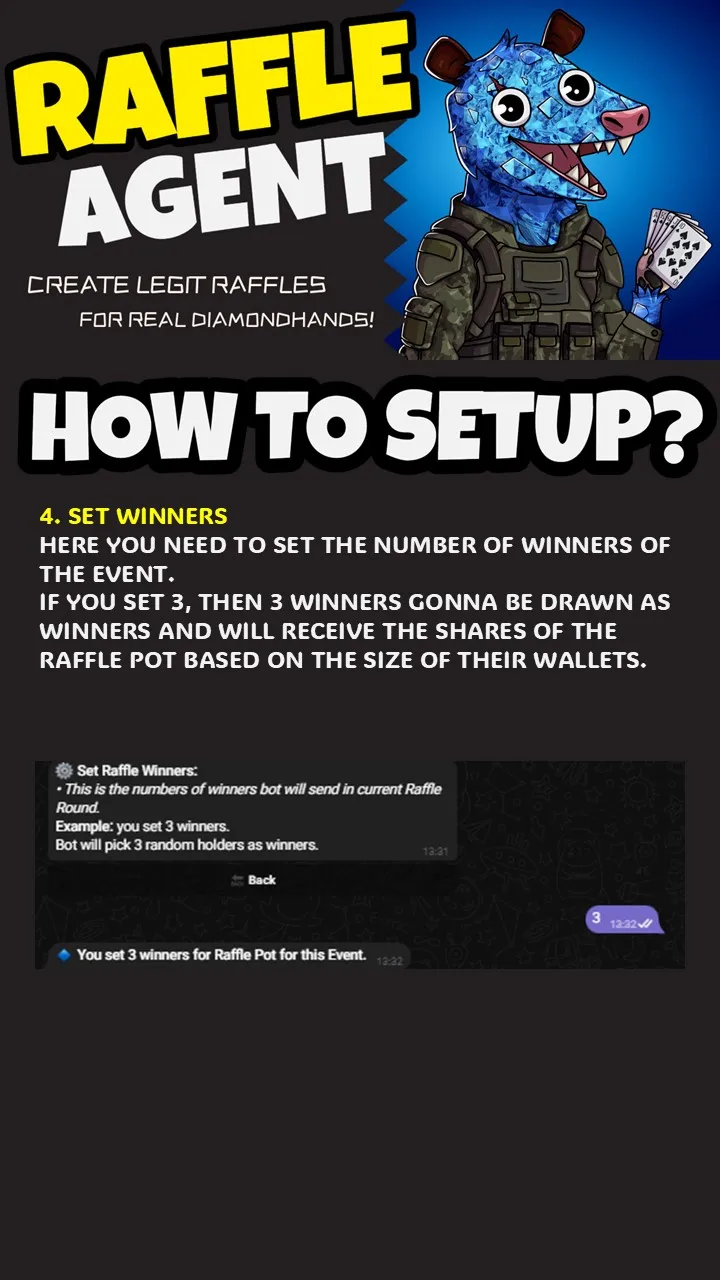 RAFFLE
AGENT
CREATE LEGIT RAFFLES
FOR REAL DIAMONDHANDS!
HOW TO SETUP?
4. SET WINNERS
HERE YOU NEED TO SET THE NUMBER OF WINNERS OF
THE EVENT.
IF YOU SET 3, THEN 3 WINNERS GONNA BE DRAWN AS
WINNERS AND WILL RECEIVE THE SHARES OF THE
RAFFLE POT BASED ON THE SIZE OF THEIR WALLETS.
Set Raffle Winners:
• This is the numbers of winners bot will send in current Raffle
Round.
Example: you set 3 winners.
Bot will pick 3 random holders as winners.
13:31
Back
3 13:32
You set 3 winners for Raffle Pot for this Event. 13:32